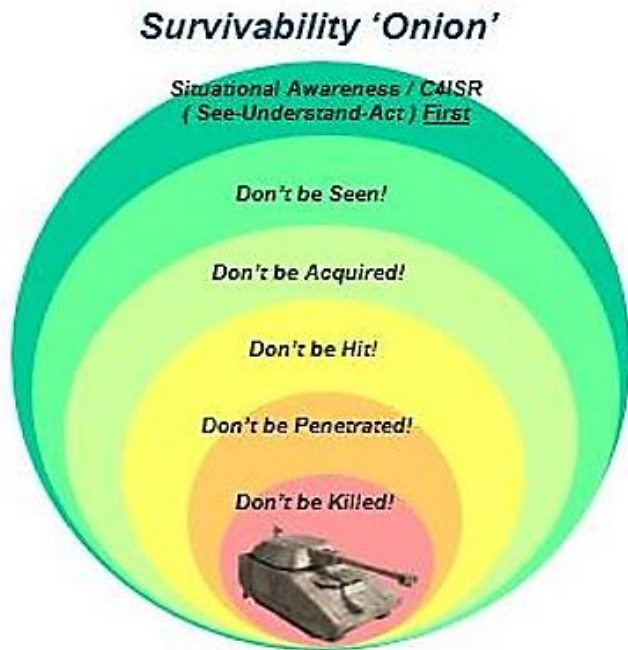 Survivability ‘Onion’
Situational Awareness / C4ISR
( See-Understand-Act ) First
Don’t be Seen!
Don’t be Acquired!
Don’t be Hit!
Don’t be Penetrated!
Don’t be Killed!